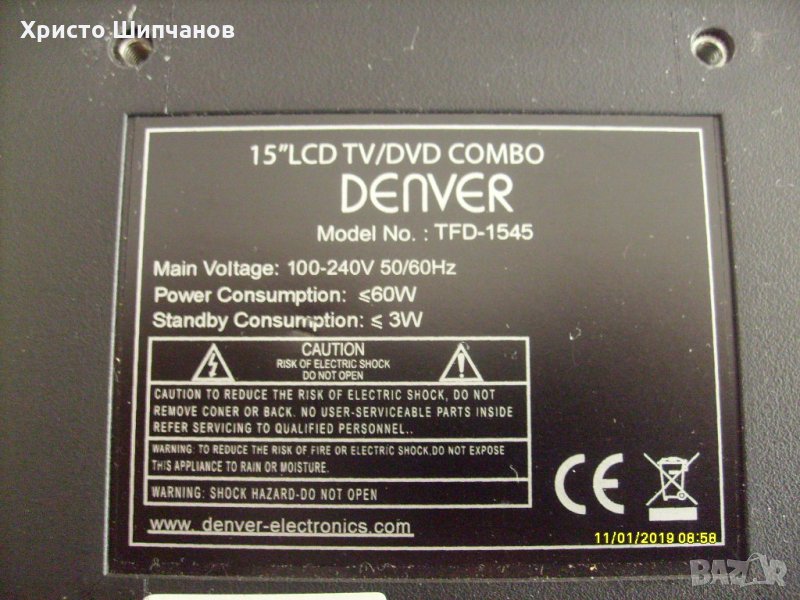 Христо Шипчанов
15"LCD TV/DVD COMBO
DENVER
Model No. : TFD-1545
Main Voltage: 100-240V 50/60Hz
Power Consumption: ≤60W
Standby Consumption: ≤ 3W
CAUTION
RISK OF ELECTRIC SHOCK
DO NOT OPEN
CAUTION TO REDUCE THE RISK OF ELECTRIC SHOCK, DO NOT
REMOVE CONER OR BACK. NO USER-SERVICEABLE PARTS INSIDE
REFER SERVICING TO QUALIFIED PERSONNEL..
WARNING: TO REDUCE THE RISK OF FIRE OR ELECTRIC SHOCK,DO NOT EXPOSE
THIS APPLIANCE TO RAIN OR MOISTURE.
WARNING: SHOCK HAZARD-DO NOT OPEN
www. denver-electronics.com
CE
11/01/2019 08:58
BAZAR